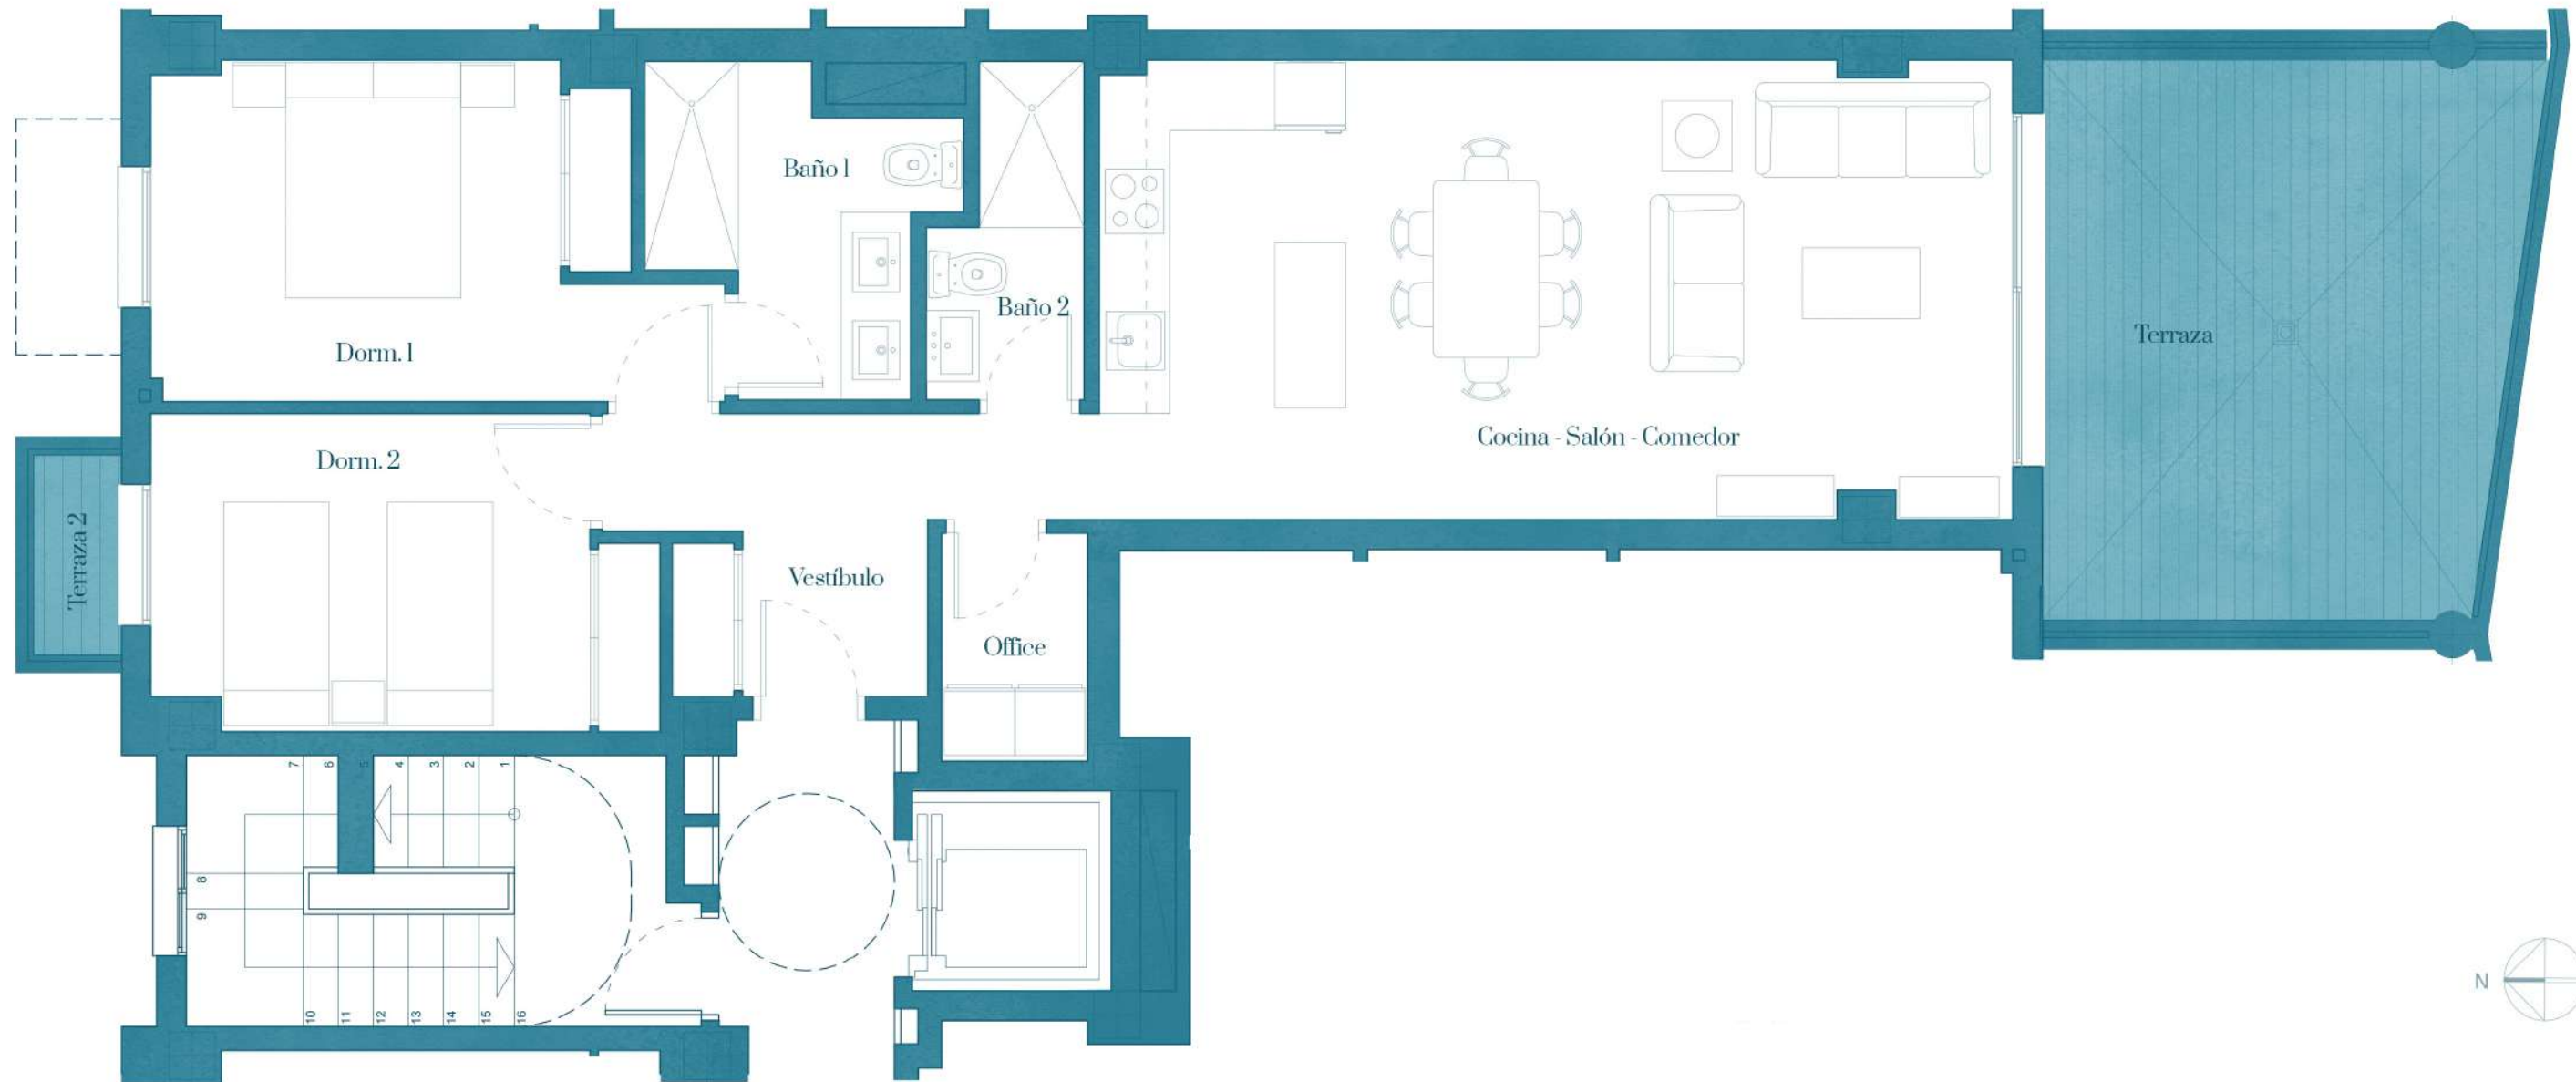 Baño 1
Baño 2
Dorm. 1
Terraza
Cocina - Salón - Comedor
Dorm. 2
Terraza 2
Vestíbulo
Office
7
6
5
4
3
2
1
8
9
10
11
12
13
14
15
16
N